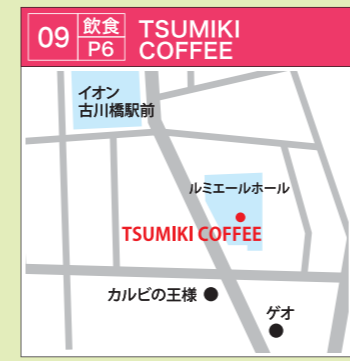 09
飲食
P6
TSUMIKI
COFFEE
イオン
古川橋駅前
ルミエールホール
TSUMIKI COFFEE
カルビの王様
ゲオ